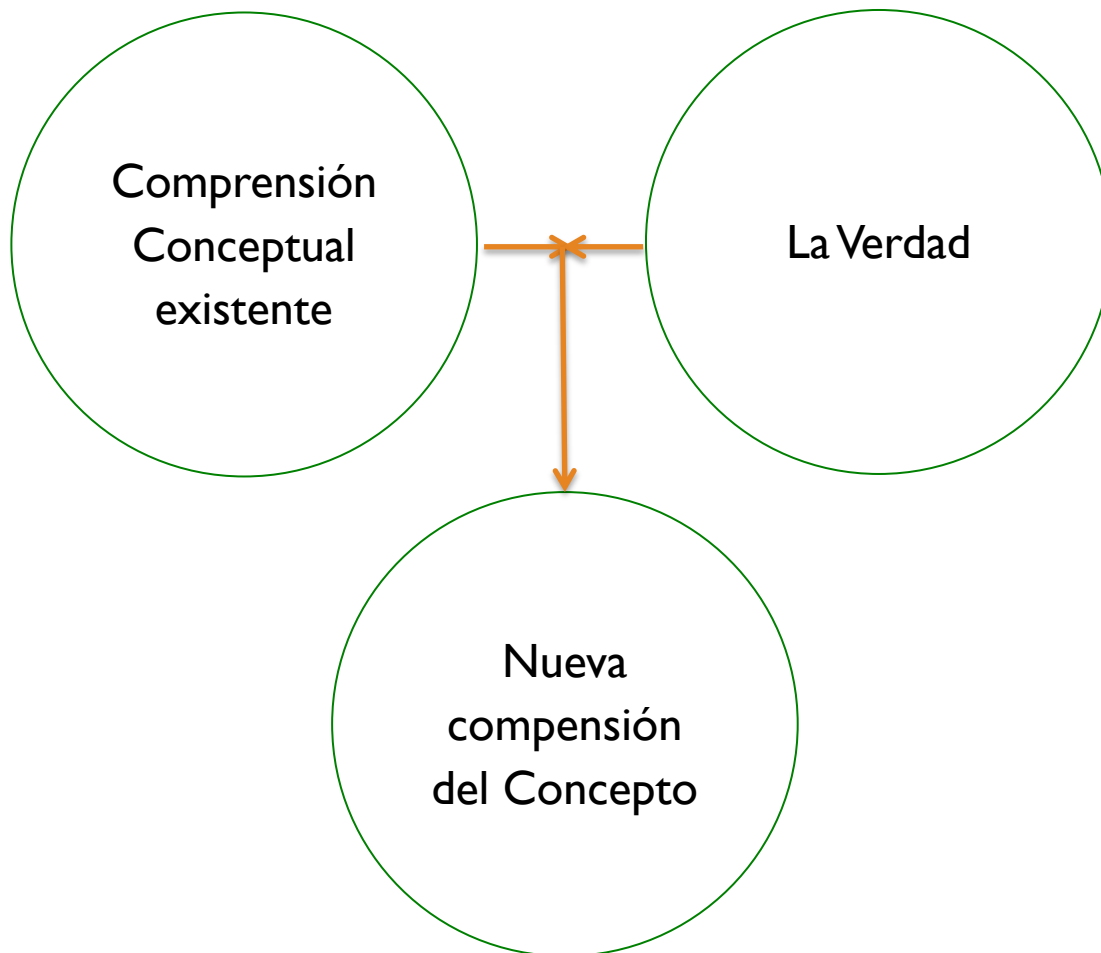 Comprensión
Conceptual
existente
La Verdad
Nueva
compensión
del Concepto